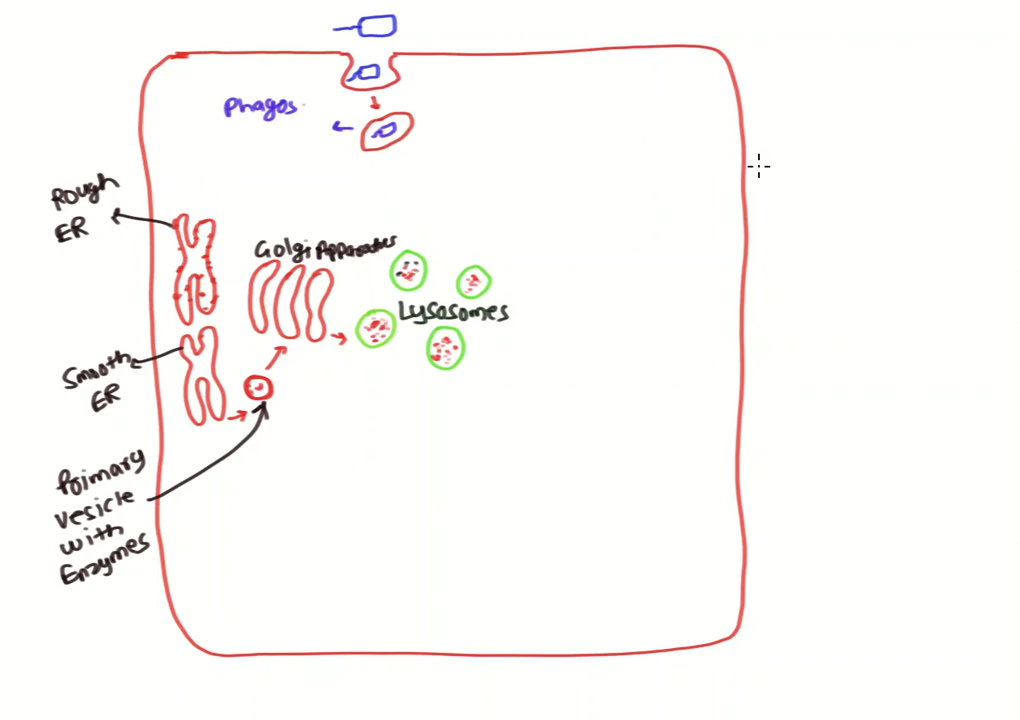 Phagos
Rough
ER
Golgi Apparatus
Lysosomes
Smooth
ER
Primary
vesicle
with
Enzymes